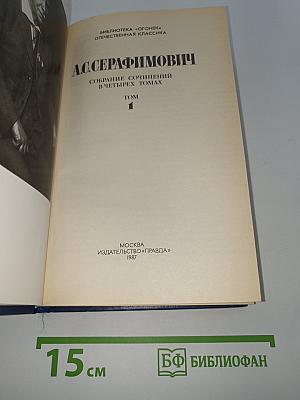 БИБЛИОТЕКА «ОГОНЕК»
ОТЕЧЕСТВЕННАЯ КЛАССИКА
А.С.СЕРАФИМОВИЧ
СОБРАНИЕ СОЧИНЕНИЙ
В ЧЕТЫРЕХ ТОМАХ
ТОМ
1
МОСКВА
ИЗДАТЕЛЬСТВО «ПРАВДА»
1987
15 см
БФ БИБЛИОФАН